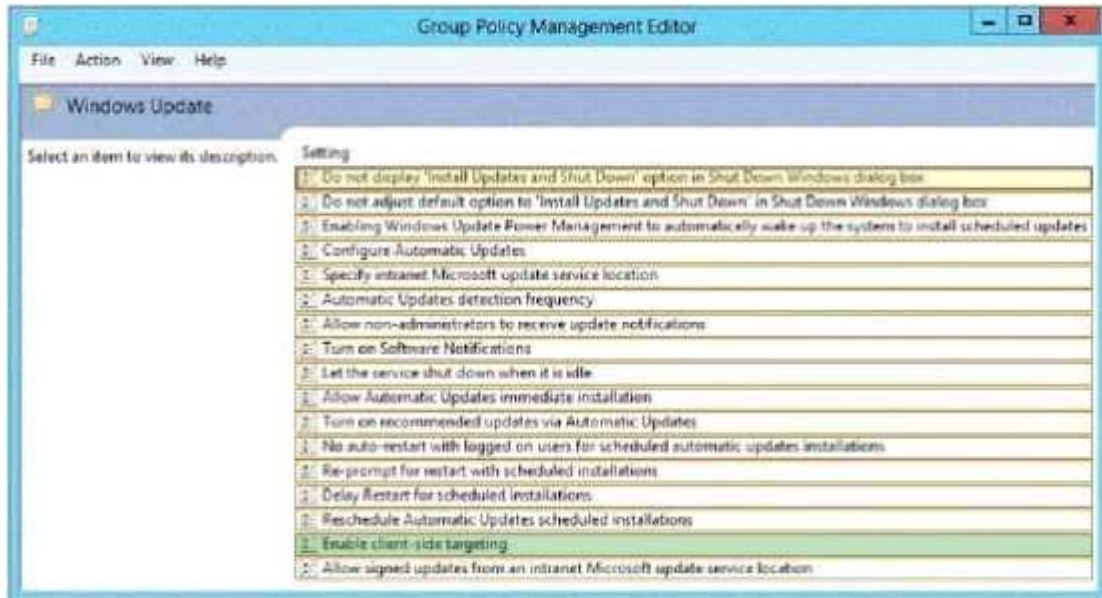 Group Policy Management Editor
File Action View Help
Windows Update
Select an item to view its description.
Setting
Do not display 'Install Updates and Shut Down' option in Shut Down Windows dialog box
Do not adjust default option to 'Install Updates and Shut Down' in Shut Down Windows dialog box
Enabling Windows Update Power Management to automatically wake up the system to install scheduled updates
Configure Automatic Updates
Specify intranet Microsoft update service location
Automatic Updates detection frequency
Allow non-administrators to receive update notifications
Turn on Software Notifications
Let the service shut down when it is idle
Allow Automatic Updates immediate installation
Turn on recommended updates via Automatic Updates
No auto-restart with logged on users for scheduled automatic updates installations
Re-prompt for restart with scheduled installations
Delay Restart for scheduled installations
Reschedule Automatic Updates scheduled installations
Enable client-side targeting
Allow signed updates from an intranet Microsoft update service location